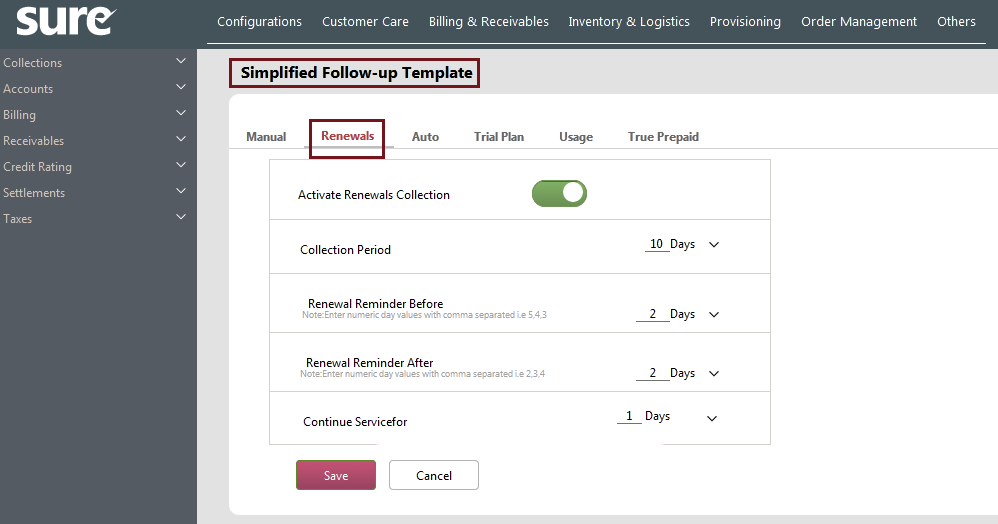 sure
Configurations Customer Care Billing & Receivables Inventory & Logistics Provisioning Order Management Others
Collections
Accounts
Billing
Receivables
Credit Rating
Settlements
Taxes
Simplified Follow-up Template
Manual Renewals Auto Trial Plan Usage True Prepaid
Activate Renewals Collection
Collection Period 10 Days
Renewal Reminder Before
Note:Enter numeric day values with comma separated i.e 5,4,3
2 Days
Renewal Reminder After
Note:Enter numeric day values with comma separated i.e 2,3,4
2 Days
Continue Servicefor 1 Days
Save Cancel